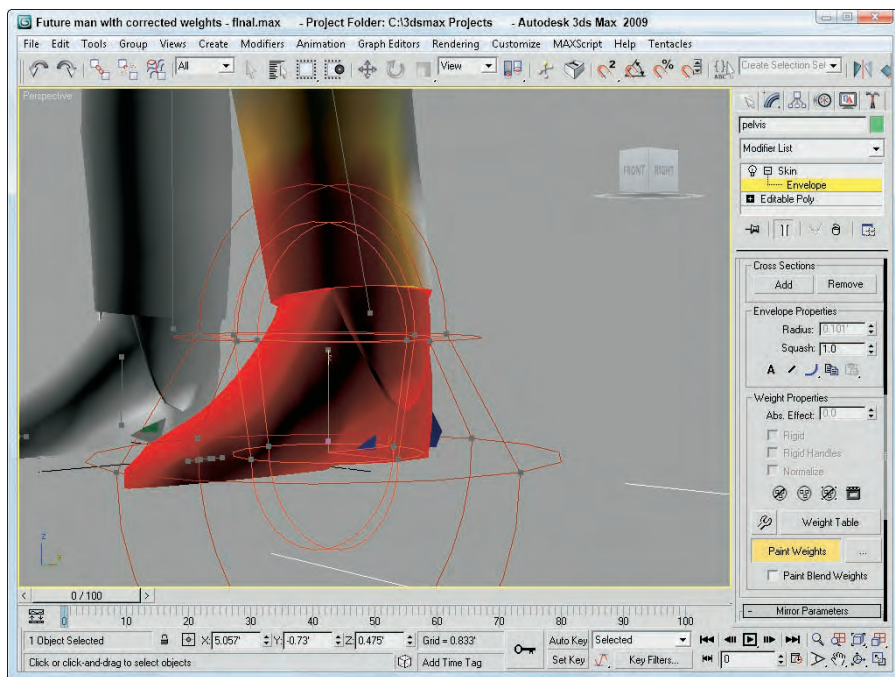 Future man with corrected weights - final.max - Project Folder: C:\3dsmax Projects - Autodesk 3ds Max 2009
File Edit Tools Group Views Create Modifiers Animation Graph Editors Rendering Customize MAXScript Help Tentacles
All View Create Selection Set
Perspective
FRONT RIGHT
pelvis
Modifier List
Skin
Envelope
Editable Poly
Cross Sections
Add Remove
Envelope Properties
Radius: 0.101'
Squash: 1.0
A
Weight Properties
Abs. Effect: 0.0
Rigid
Rigid Handles
Normalize
Weight Table
Paint Weights ...
Paint Blend Weights
- Mirror Parameters
z
x
< 0 / 100 >
0 10 20 30 40 50 60 70 80 90 100
1 Object Selected X: 5.057' Y: -0.73' Z: 0.475' Grid = 0.833' Auto Key Selected
Click or click-and-drag to select objects Add Time Tag Set Key Key Filters... 0